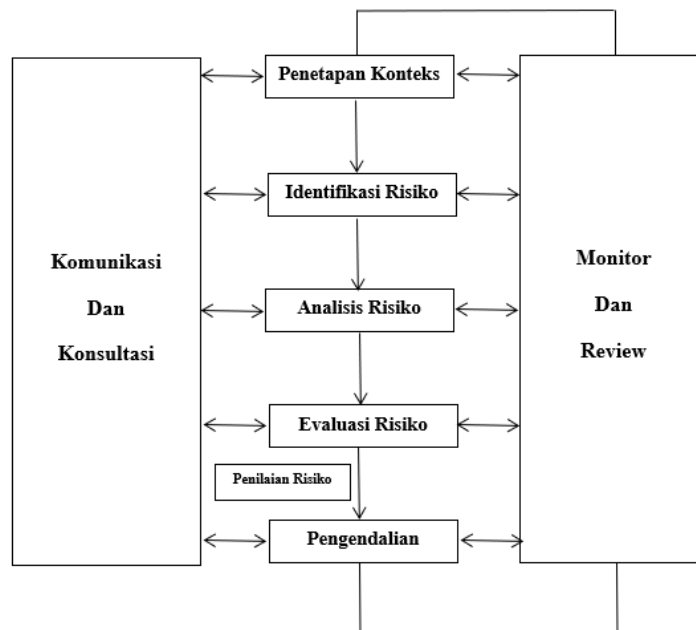 Penetapan Konteks
Identifikasi Risiko
Komunikasi
Dan
Konsultasi
Analisis Risiko
Monitor
Dan
Review
Evaluasi Risiko
Penilaian Risiko
Pengendalian